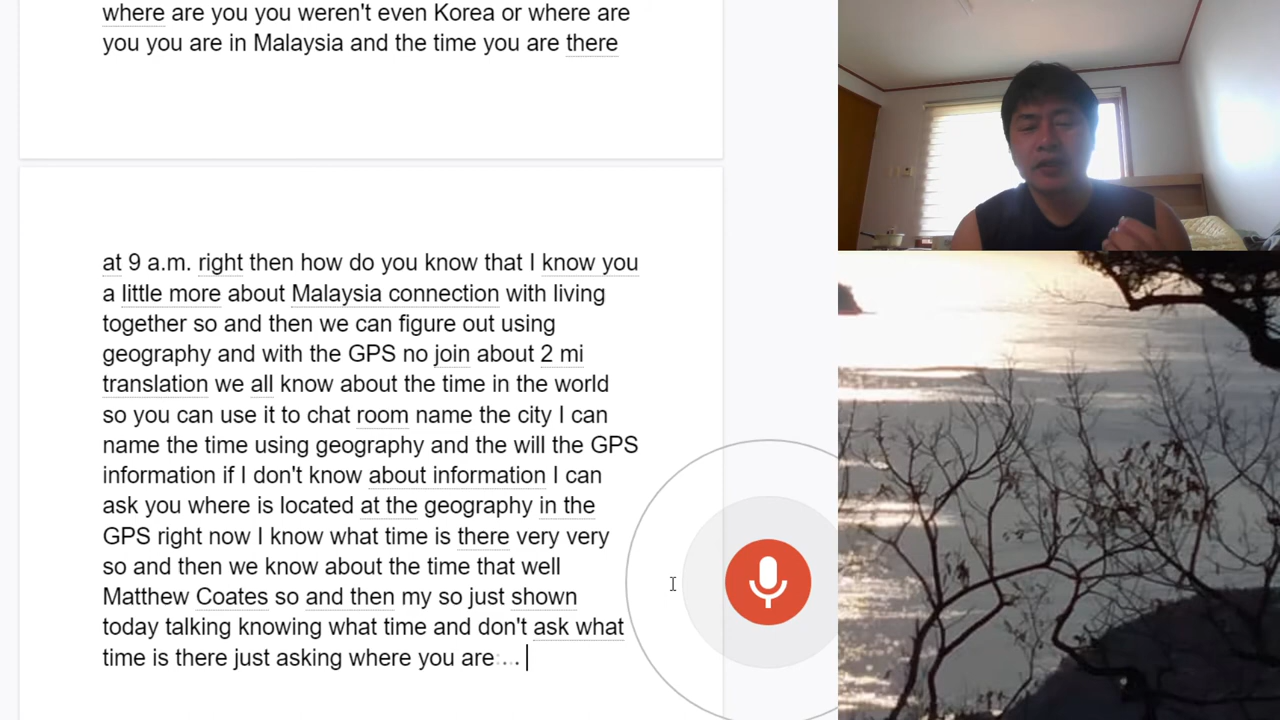 where are you you weren't even Korea or where are
you you are in Malaysia and the time you are there
at 9 a.m. right then how do you know that I know you
a little more about Malaysia connection with living
together so and then we can figure out using
geography and with the GPS no join about 2 mi
translation we all know about the time in the world
so you can use it to chat room name the city I can
name the time using geography and the will the GPS
information if I don't know about information I can
ask you where is located at the geography in the
GPS right now I know what time is there very very
so and then we know about the time that well
Matthew Coates so and then my so just shown
today talking knowing what time and don't ask what
time is there just asking where you are:...